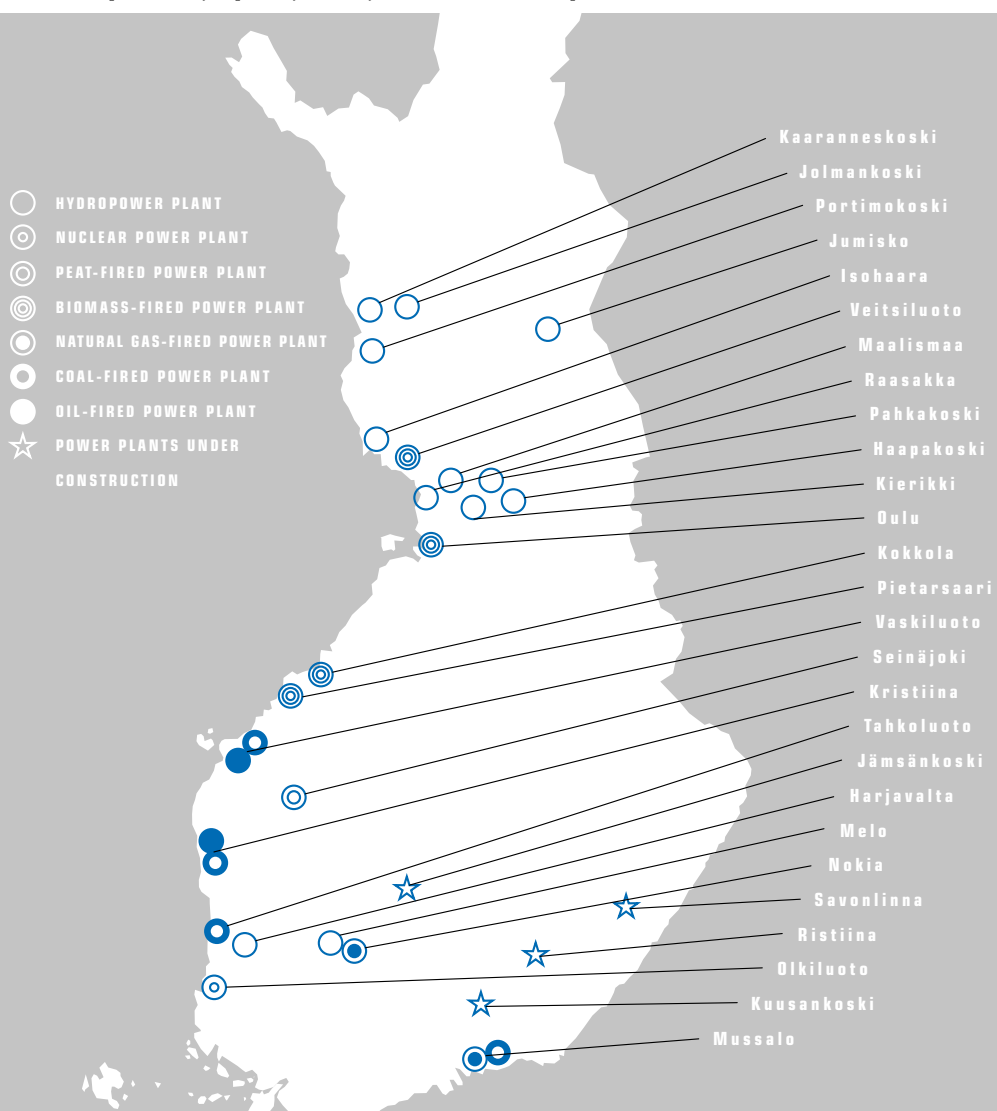 HYDROPOWER PLANT
NUCLEAR POWER PLANT
PEAT-FIRED POWER PLANT
BIOMASS-FIRED POWER PLANT
NATURAL GAS-FIRED POWER PLANT
COAL-FIRED POWER PLANT
OIL-FIRED POWER PLANT
POWER PLANTS UNDER
CONSTRUCTION
Kaaranneskoski
Jolmankoski
Portimokoski
Jumisko
Isohaara
Veitsiluoto
Maalismaa
Raasakka
Pahkakoski
Haapakoski
Kierikki
Oulu
Kokkola
Pietarsaari
Vaskiluoto
Seinäjoki
Kristiina
Tahkoluoto
Jämsänkoski
Harjavalta
Melo
Nokia
Savonlinna
Ristiina
Olkiluoto
Kuusankoski
Mussalo